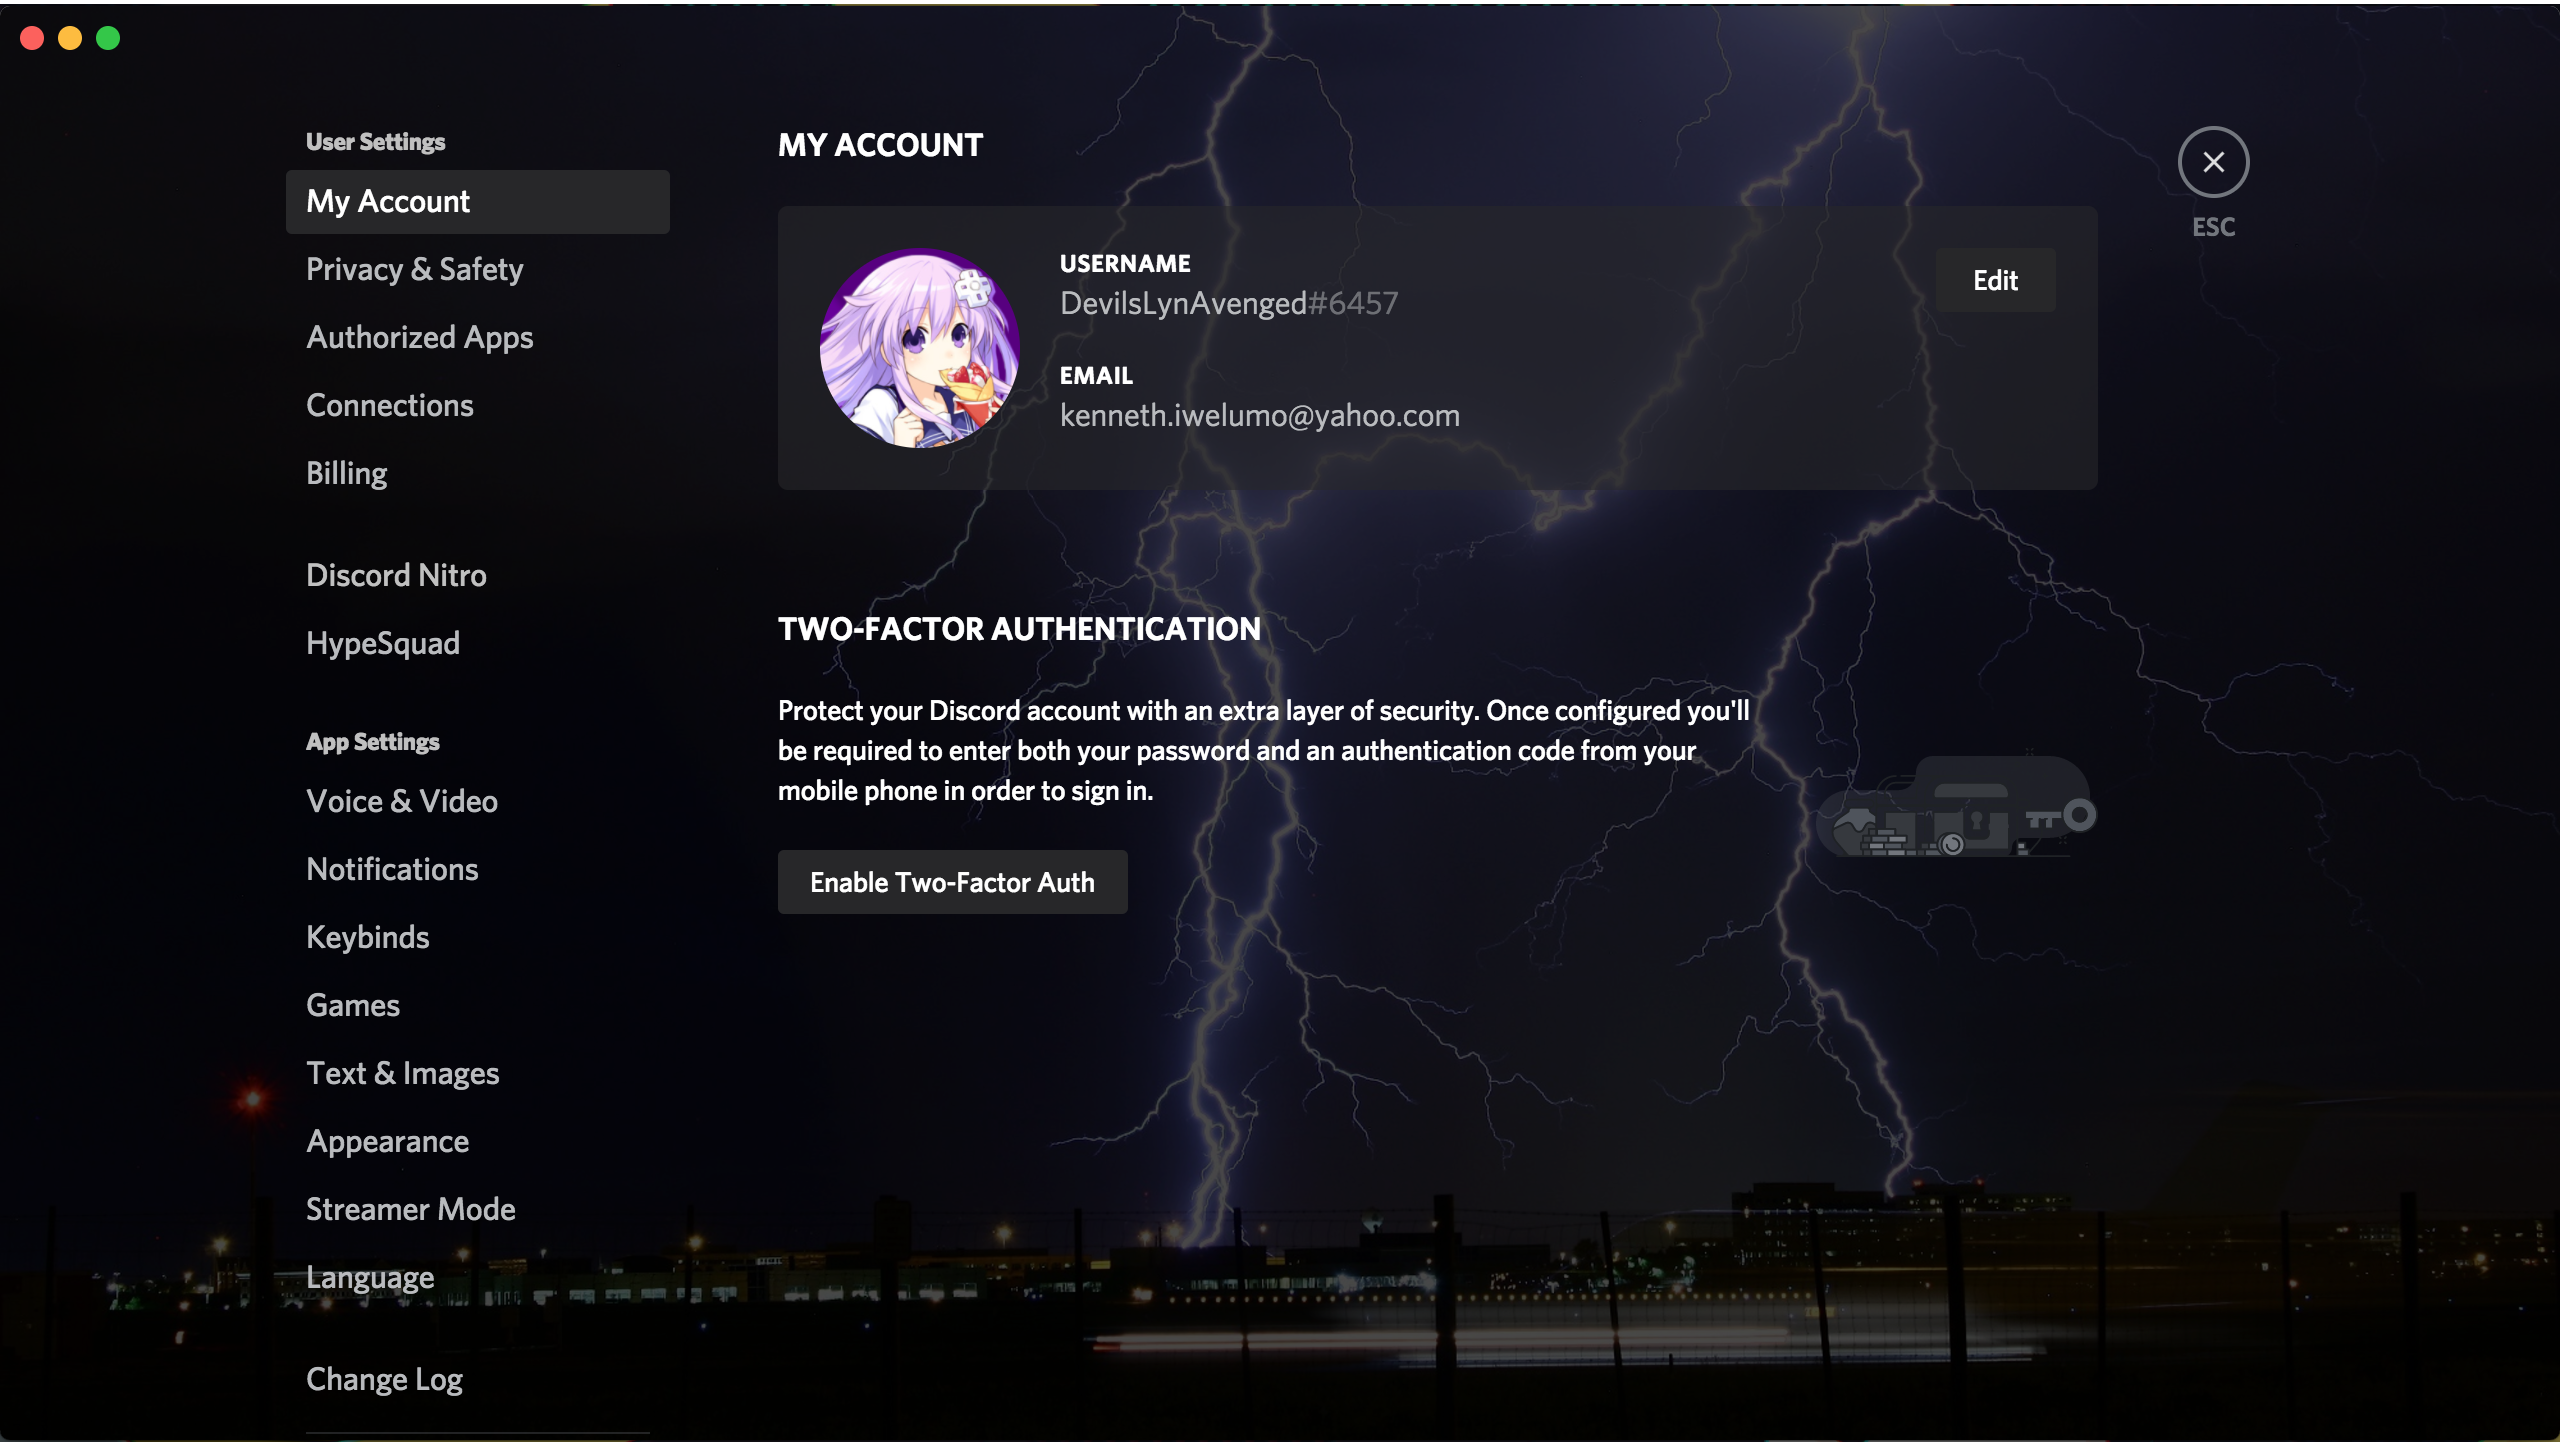 User Settings
My Account
Privacy & Safety
Authorized Apps
Connections
Billing
Discord Nitro
HypeSquad
App Settings
Voice & Video
Notifications
Keybinds
Games
Text & Images
Appearance
Streamer Mode
Language
Change Log
MY ACCOUNT
USERNAME
DevilsLynAvenged#6457
EMAIL
kenneth.iwelumo@yahoo.com
Edit
ESC
TWO-FACTOR AUTHENTICATION
Protect your Discord account with an extra layer of security. Once configured you'll
be required to enter both your password and an authentication code from your
mobile phone in order to sign in.
Enable Two-Factor Auth